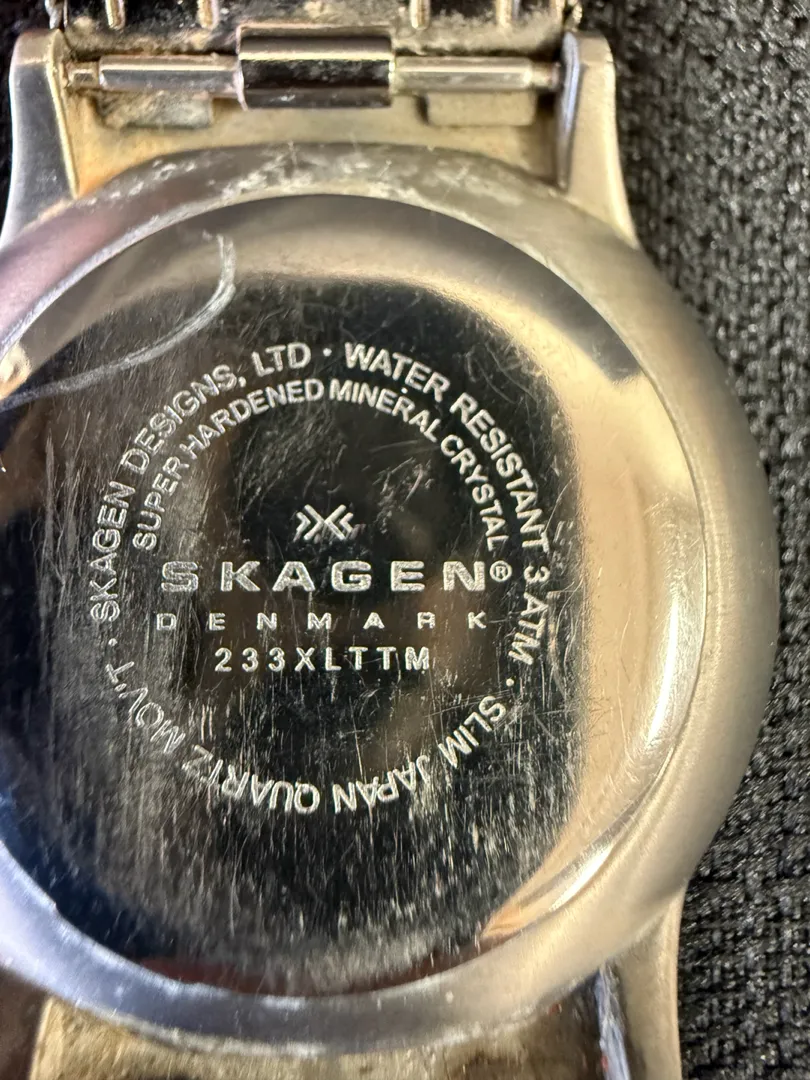 SKAGEN DESIGNS, LTD · WATER RESISTANT 3 ATM · SLIM JAPAN QUARTZ MOV'T ·
SUPER HARDENED MINERAL CRYSTAL
SKAGEN®
DENMARK
233XLTTM